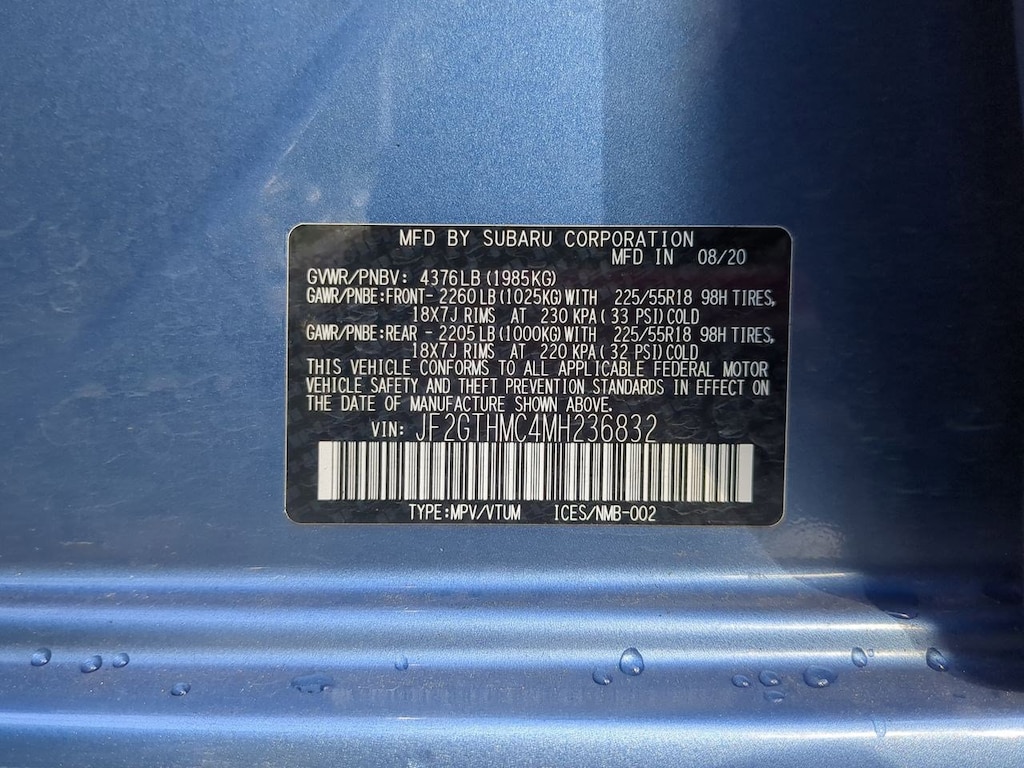 MFD BY SUBARU CORPORATION
MFD IN 08/20
GVWR/PNBV: 4376LB (1985KG)
GAWR/PNBE:FRONT- 2260LB (1025KG)WITH 225/55R18 98H TIRES,
18X7J RIMS AT 230 KPA ( 33 PSI) COLD
GAWR/PNBE:REAR - 2205LB (1000KG)WITH 225/55R18 98H TIRES,
18X7J RIMS AT 220 KPA ( 32 PSI) COLD
THIS VEHICLE CONFORMS TO ALL APPLICABLE FEDERAL MOTOR
VEHICLE SAFETY AND THEFT PREVENTION STANDARDS IN EFFECT ON
THE DATE OF MANUFACTURE SHOWN ABOVE.
VIN: JF2GTHMC4MH236832
TYPE:MPV/VTUM ICES/NMB-002